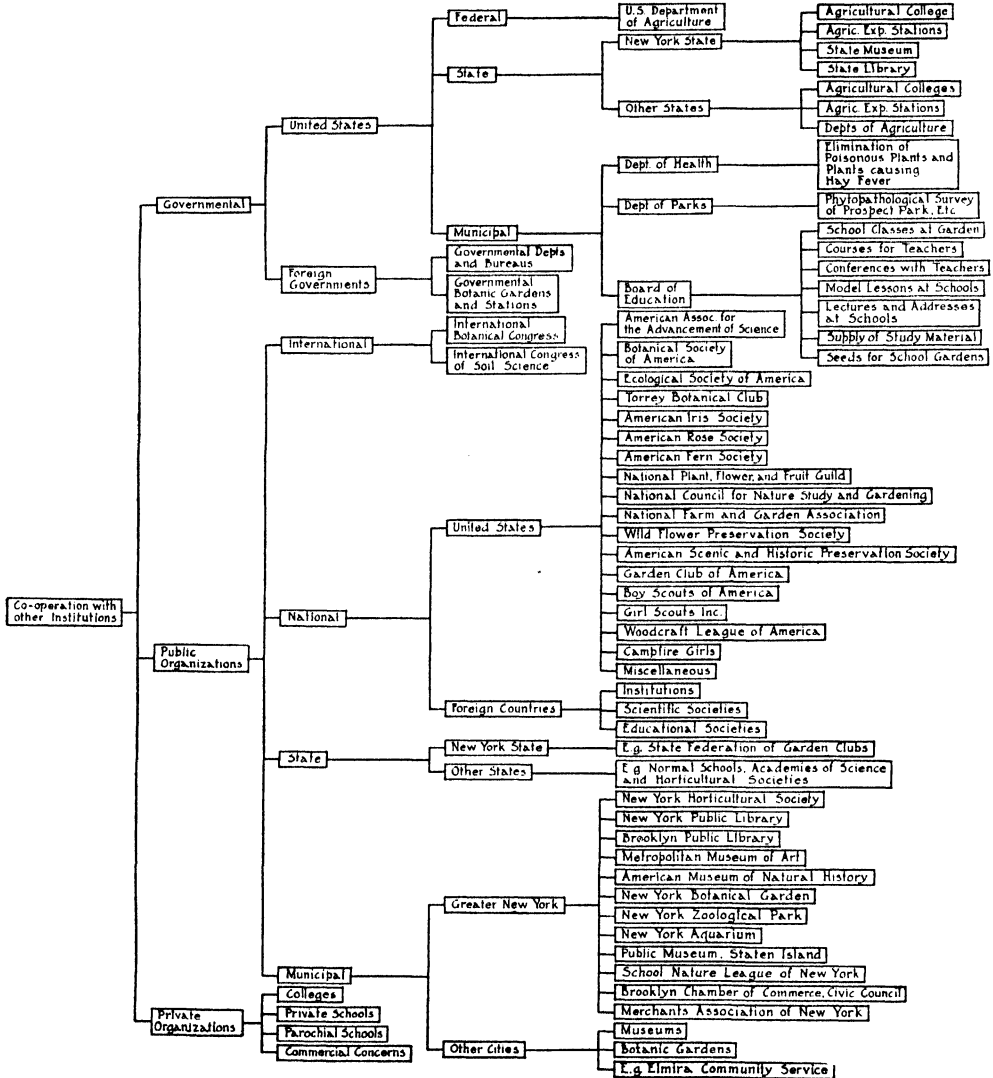 Co-operation with
other Institutions
Governmental
United States
Federal
U.S. Department
of Agriculture
State
New York State
Agricultural College
Agric. Exp. Stations
State Museum
State Library
Other States
Agricultural Colleges
Agric. Exp. Stations
Depts of Agriculture
Municipal
Dept. of Health
Elimination of
Poisonous Plants and
Plants causing
Hay Fever
Dept of Parks
Phytopathological Survey
of Prospect Park, Etc
Board of
Education
School Classes at Garden
Courses for Teachers
Conferences with Teachers
Model Lessons at Schools
Lectures and Addresses
at Schools
Supply of Study Material
Seeds for School Gardens
Foreign
Governments
Governmental Depts
and Bureaus
Governmental
Botanic Gardens
and Stations
Public
Organizations
International
International
Botanical Congress
International Congress
of Soil Science
National
United States
American Assoc. for
the Advancement of Science
Botanical Society
of America
Ecological Society of America
Torrey Botanical Club
American Iris Society
American Rose Society
American Fern Society
National Plant, Flower, and Fruit Guild
National Council for Nature Study and Gardening
National Farm and Garden Association
Wild Flower Preservation Society
American Scenic and Historic Preservation Society
Garden Club of America
Boy Scouts of America
Girl Scouts Inc.
Woodcraft League of America
Campfire Girls
Miscellaneous
Foreign Countries
Institutions
Scientific Societies
Educational Societies
State
New York State
E.g. State Federation of Garden Clubs
Other States
E.g Normal Schools, Academies of Science
and Horticultural Societies
Municipal
Greater New York
New York Horticultural Society
New York Public Library
Brooklyn Public Library
Metropolitan Museum of Art
American Museum of Natural History
New York Botanical Garden
New York Zoological Park
New York Aquarium
Public Museum, Staten Island
School Nature League of New York
Brooklyn Chamber of Commerce, Civic Council
Merchants Association of New York
Other Cities
Museums
Botanic Gardens
E.g Elmira Community Service
Private
Organizations
Colleges
Private Schools
Parochial Schools
Commercial Concerns